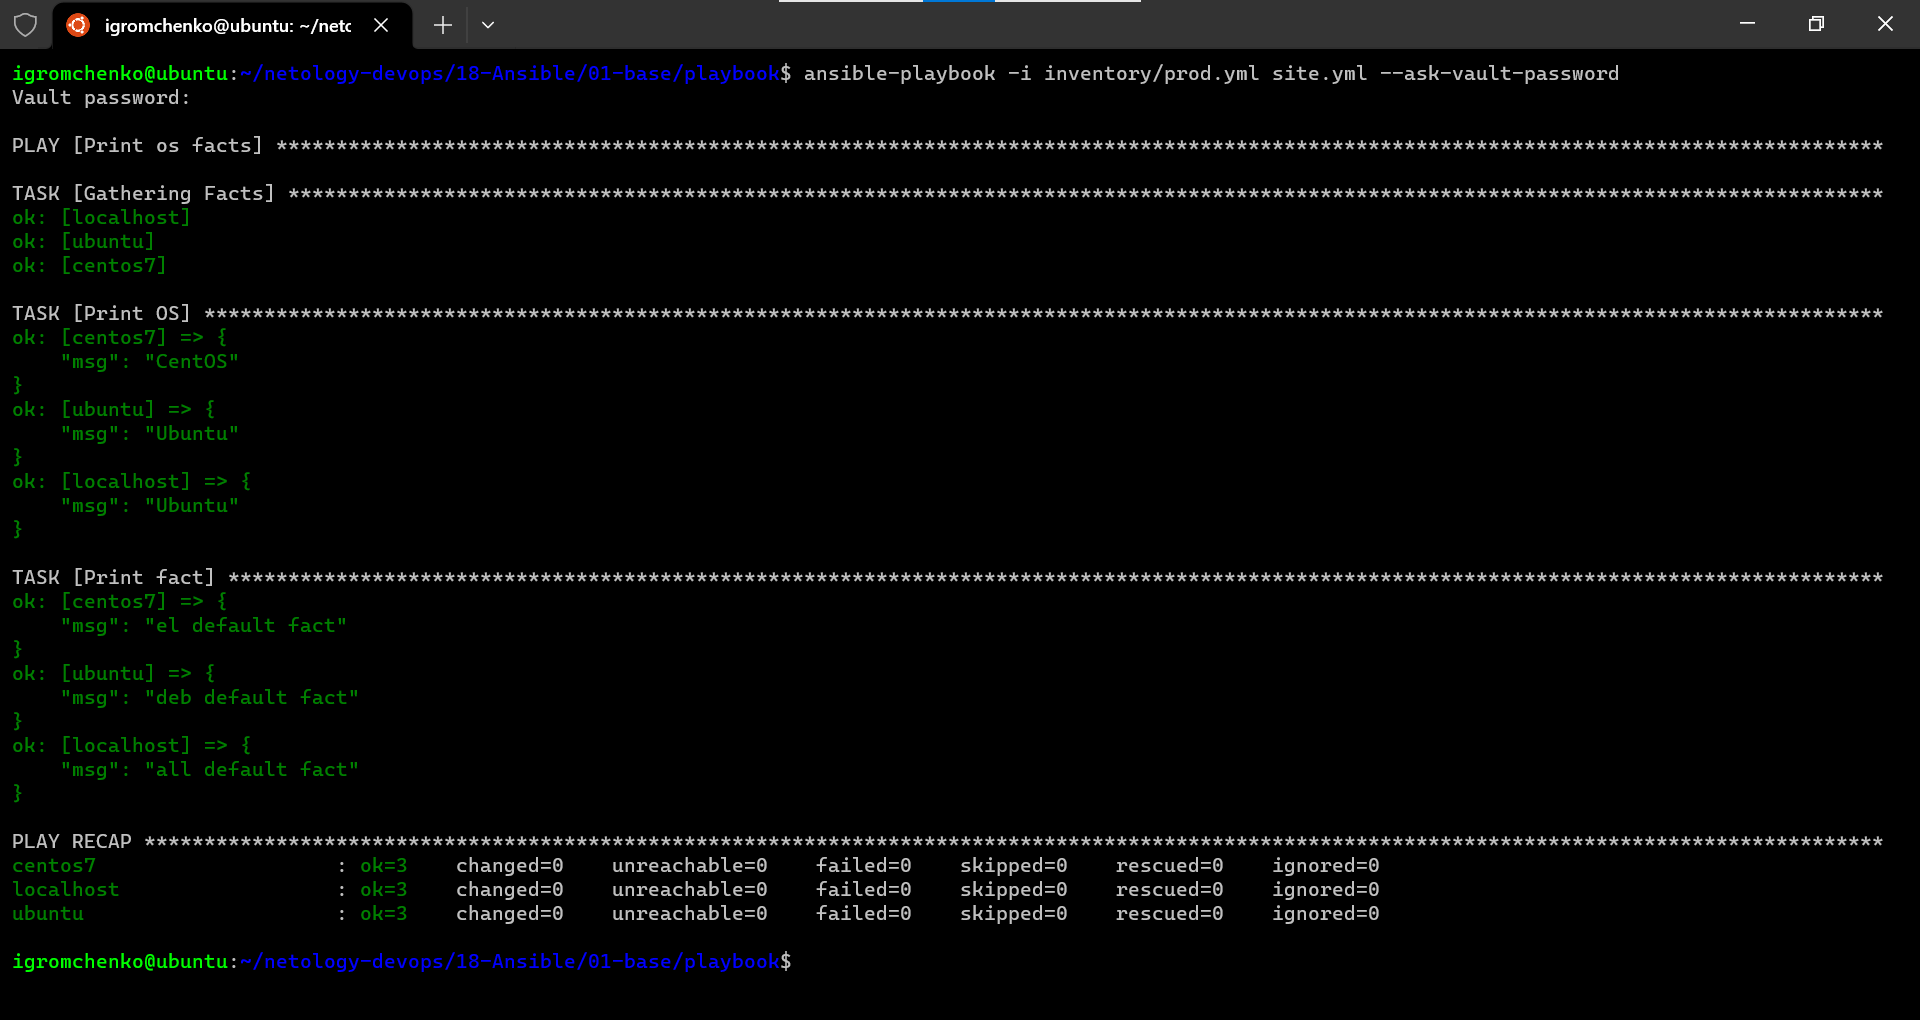 igromchenko@ubuntu: ~/netc
igromchenko@ubuntu:~/netology-devops/18-Ansible/01-base/playbook$ ansible-playbook -i inventory/prod.yml site.yml --ask-vault-password
Vault password:
PLAY [Print os facts] **************************************************************************************************************************************
TASK [Gathering Facts] *************************************************************************************************************************************
ok: [localhost]
ok: [ubuntu]
ok: [centos7]
TASK [Print OS] ********************************************************************************************************************************************
ok: [centos7] => {
    "msg": "CentOS"
}
ok: [ubuntu] => {
    "msg": "Ubuntu"
}
ok: [localhost] => {
    "msg": "Ubuntu"
}
TASK [Print fact] ******************************************************************************************************************************************
ok: [centos7] => {
    "msg": "el default fact"
}
ok: [ubuntu] => {
    "msg": "deb default fact"
}
ok: [localhost] => {
    "msg": "all default fact"
}
PLAY RECAP *************************************************************************************************************************************************
centos7                    : ok=3    changed=0    unreachable=0    failed=0    skipped=0    rescued=0    ignored=0
localhost                  : ok=3    changed=0    unreachable=0    failed=0    skipped=0    rescued=0    ignored=0
ubuntu                     : ok=3    changed=0    unreachable=0    failed=0    skipped=0    rescued=0    ignored=0
igromchenko@ubuntu:~/netology-devops/18-Ansible/01-base/playbook$